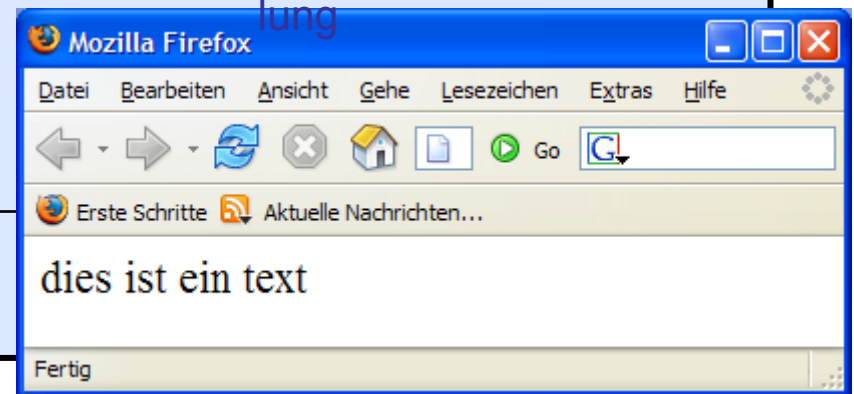 lung
Mozilla Firefox
Datei Bearbeiten Ansicht Gehe Lesezeichen Extras Hilfe
Go G
Erste Schritte Aktuelle Nachrichten...
dies ist ein text
Fertig